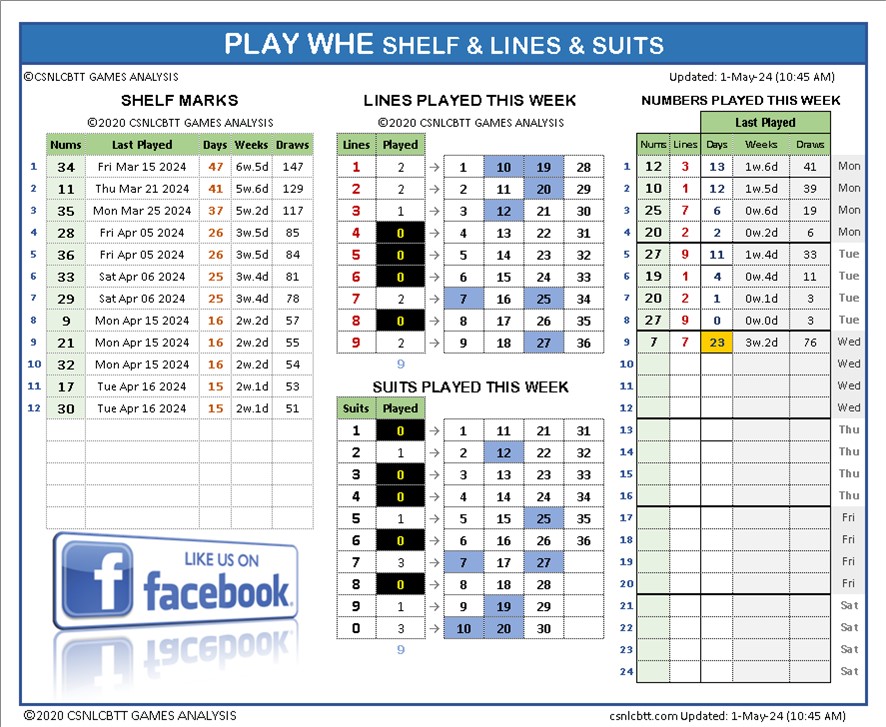 PLAY WHE SHELF & LINES & SUITS
©CSNLCBTT GAMES ANALYSIS
Updated: 1-May-24 (10:45 AM)
SHELF MARKS
©2020 CSNLCBTT GAMES ANALYSIS
Nums Last Played Days Weeks Draws
1 34 Fri Mar 15 2024 47 6w.5d 147
2 11 Thu Mar 21 2024 41 5w.6d 129
3 35 Mon Mar 25 2024 37 5w.2d 117
4 28 Fri Apr 05 2024 26 3w.5d 85
5 36 Fri Apr 05 2024 26 3w.5d 84
6 33 Sat Apr 06 2024 25 3w.4d 81
7 29 Sat Apr 06 2024 25 3w.4d 78
8 9 Mon Apr 15 2024 16 2w.2d 57
9 21 Mon Apr 15 2024 16 2w.2d 55
10 32 Mon Apr 15 2024 16 2w.2d 54
11 17 Tue Apr 16 2024 15 2w.1d 53
12 30 Tue Apr 16 2024 15 2w.1d 51
LIKE US ON
f facebook
LINES PLAYED THIS WEEK
©2020 CSNLCBTT GAMES ANALYSIS
Lines Played
1 2 → 1 10 19 28
2 2 → 2 11 20 29
3 1 → 3 12 21 30
4 0 → 4 13 22 31
5 0 → 5 14 23 32
6 0 → 6 15 24 33
7 2 → 7 16 25 34
8 0 → 8 17 26 35
9 2 → 9 18 27 36
9
SUITS PLAYED THIS WEEK
Suits Played
1 0 → 1 11 21 31
2 1 → 2 12 22 32
3 0 → 3 13 23 33
4 0 → 4 14 24 34
5 1 → 5 15 25 35
6 0 → 6 16 26 36
7 3 → 7 17 27
8 0 → 8 18 28
9 1 → 9 19 29
0 3 → 10 20 30
9
NUMBERS PLAYED THIS WEEK
Last Played
Nums Lines Days Weeks Draws
1 12 3 13 1w.6d 41 Mon
2 10 1 12 1w.5d 39 Mon
3 25 7 6 0w.6d 19 Mon
4 20 2 2 0w.2d 6 Mon
5 27 9 11 1w.4d 33 Tue
6 19 1 4 0w.4d 11 Tue
7 20 2 1 0w.1d 3 Tue
8 27 9 0 0w.0d 3 Tue
9 7 7 23 3w.2d 76 Wed
10 Wed
11 Wed
12 Wed
13 Thu
14 Thu
15 Thu
16 Thu
17 Fri
18 Fri
19 Fri
20 Fri
21 Sat
22 Sat
23 Sat
24 Sat
©2020 CSNLCBTT GAMES ANALYSIS
csnlcbtt.com Updated: 1-May-24 (10:45 AM)